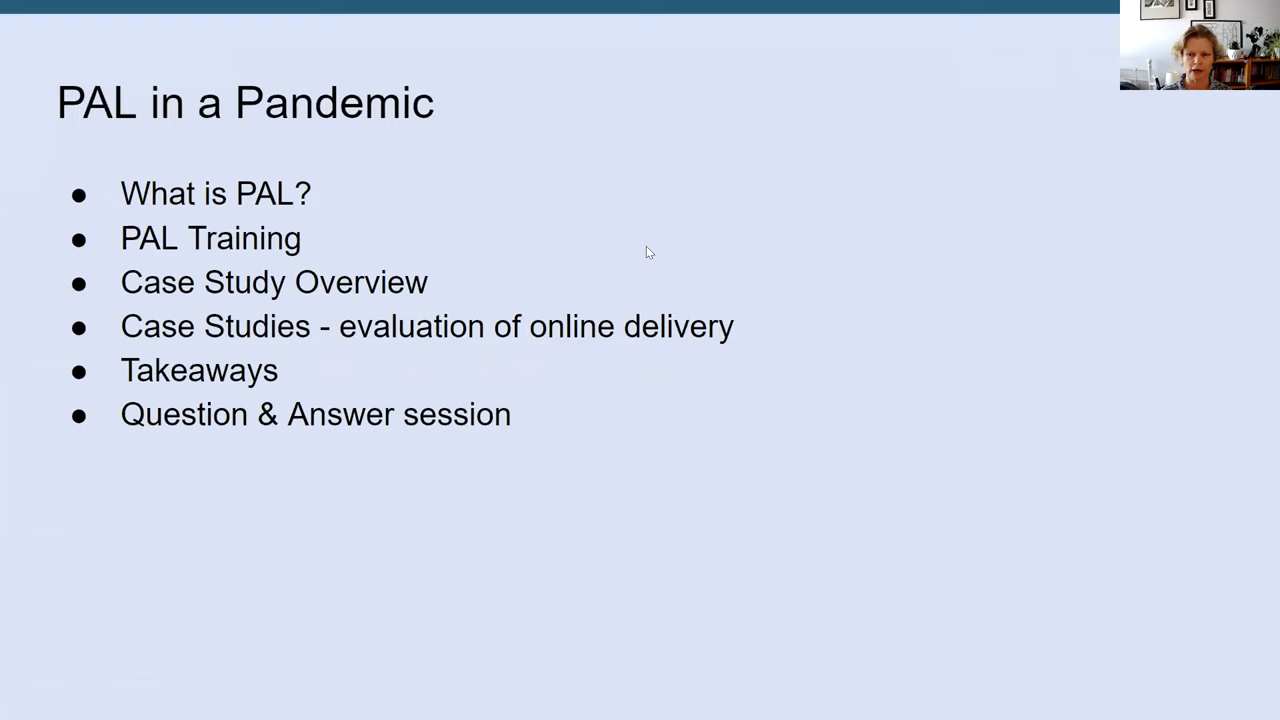 PAL in a Pandemic
● What is PAL?
● PAL Training
● Case Study Overview
● Case Studies - evaluation of online delivery
● Takeaways
● Question & Answer session